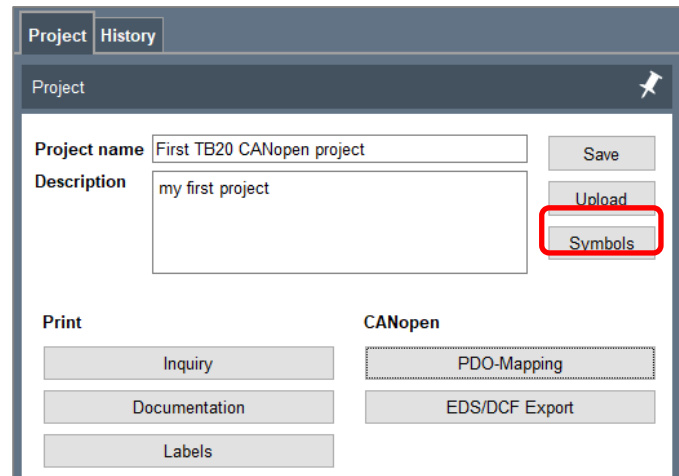 Project History
Project
Project name First TB20 CANopen project Save
Description my first project Upload
Symbols
Print CANopen
Inquiry PDO-Mapping
Documentation EDS/DCF Export
Labels